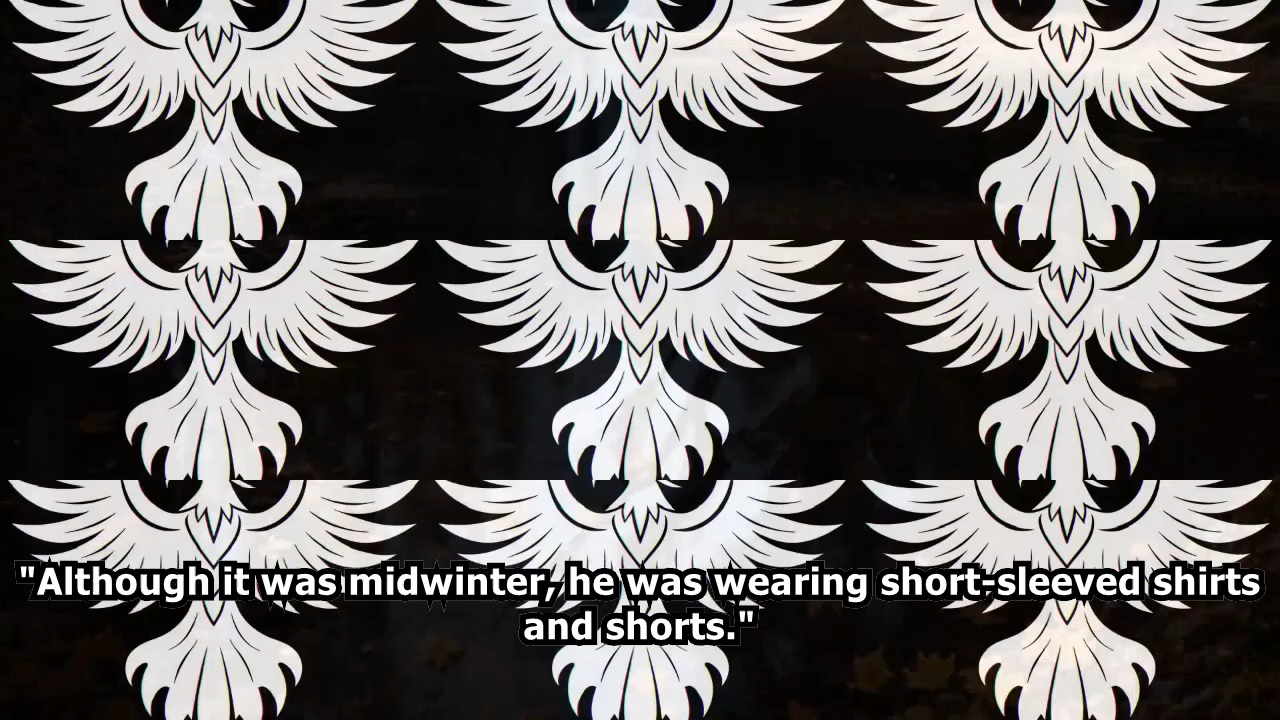 "Although it was midwinter, he was wearing short-sleeved shirts
and shorts."